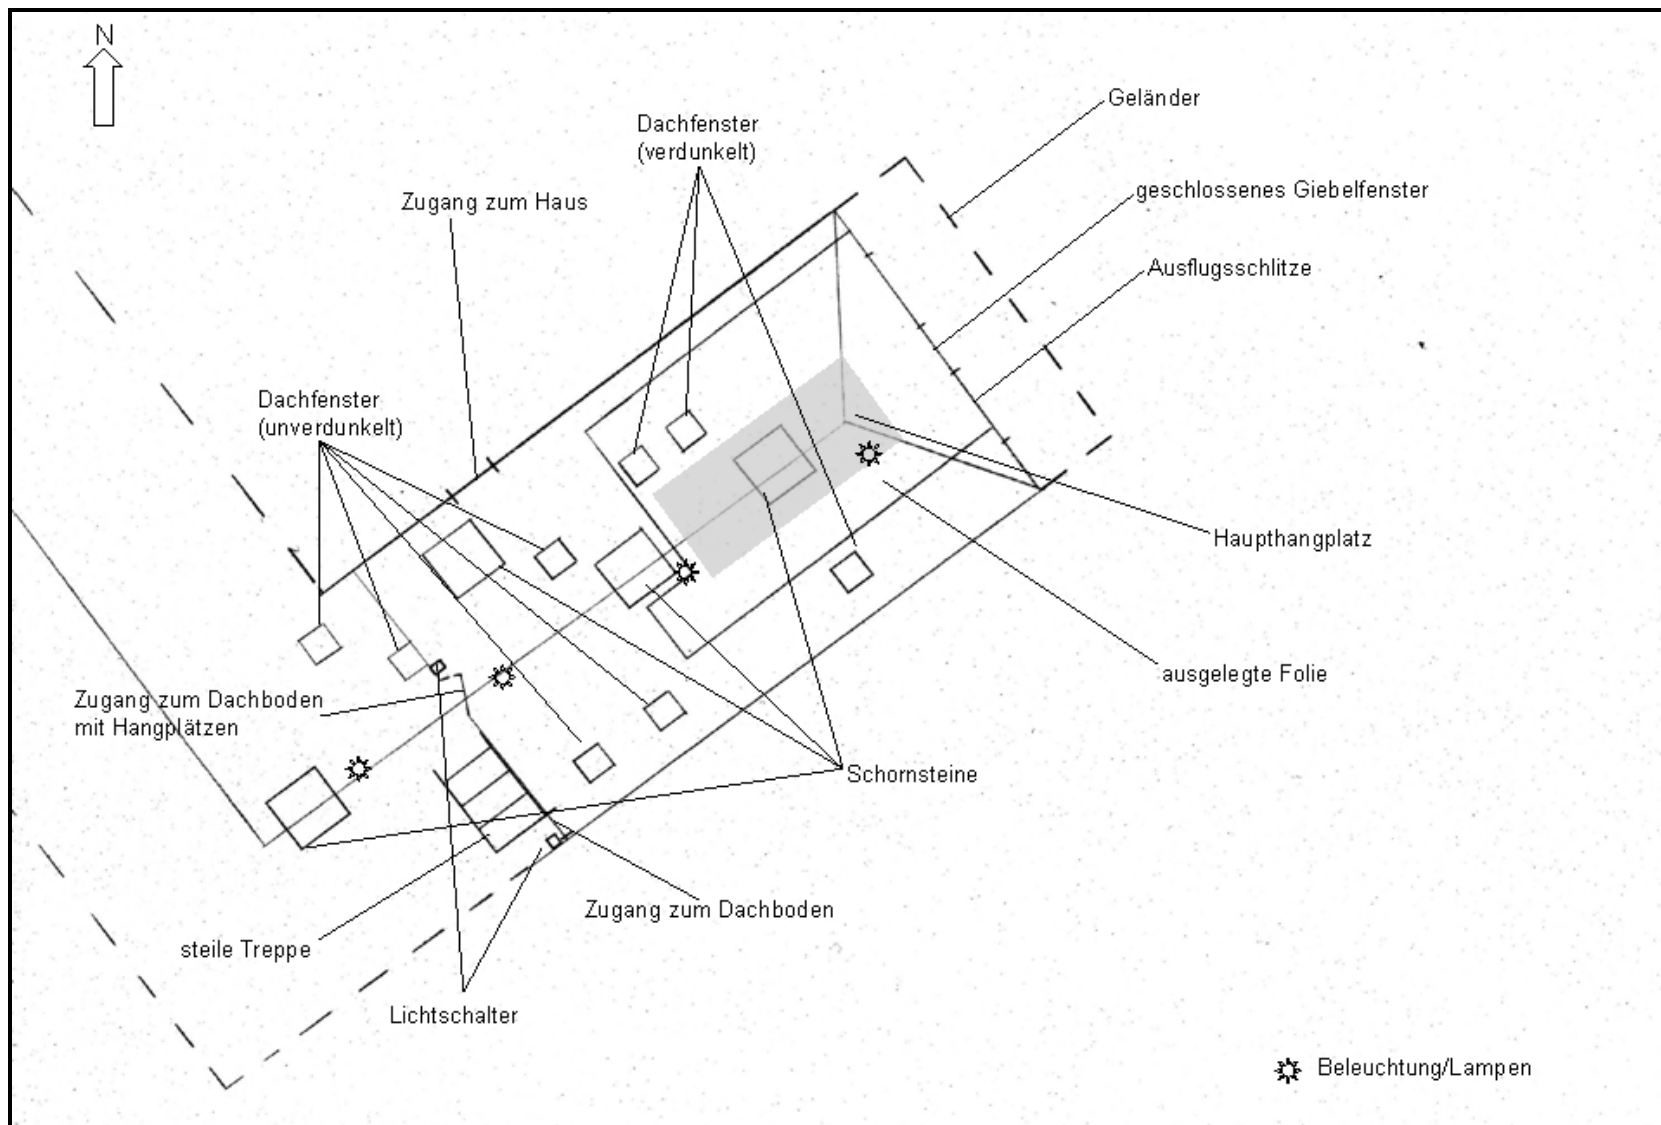 N
Geländer
Dachfenster
(verdunkelt)
geschlossenes Giebelfenster
Zugang zum Haus
Ausflugsschlitze
Dachfenster
(unverdunkelt)
Haupthangplatz
ausgelegte Folie
Zugang zum Dachboden
mit Hangplätzen
Schornsteine
Zugang zum Dachboden
steile Treppe
Lichtschalter
Beleuchtung/Lampen